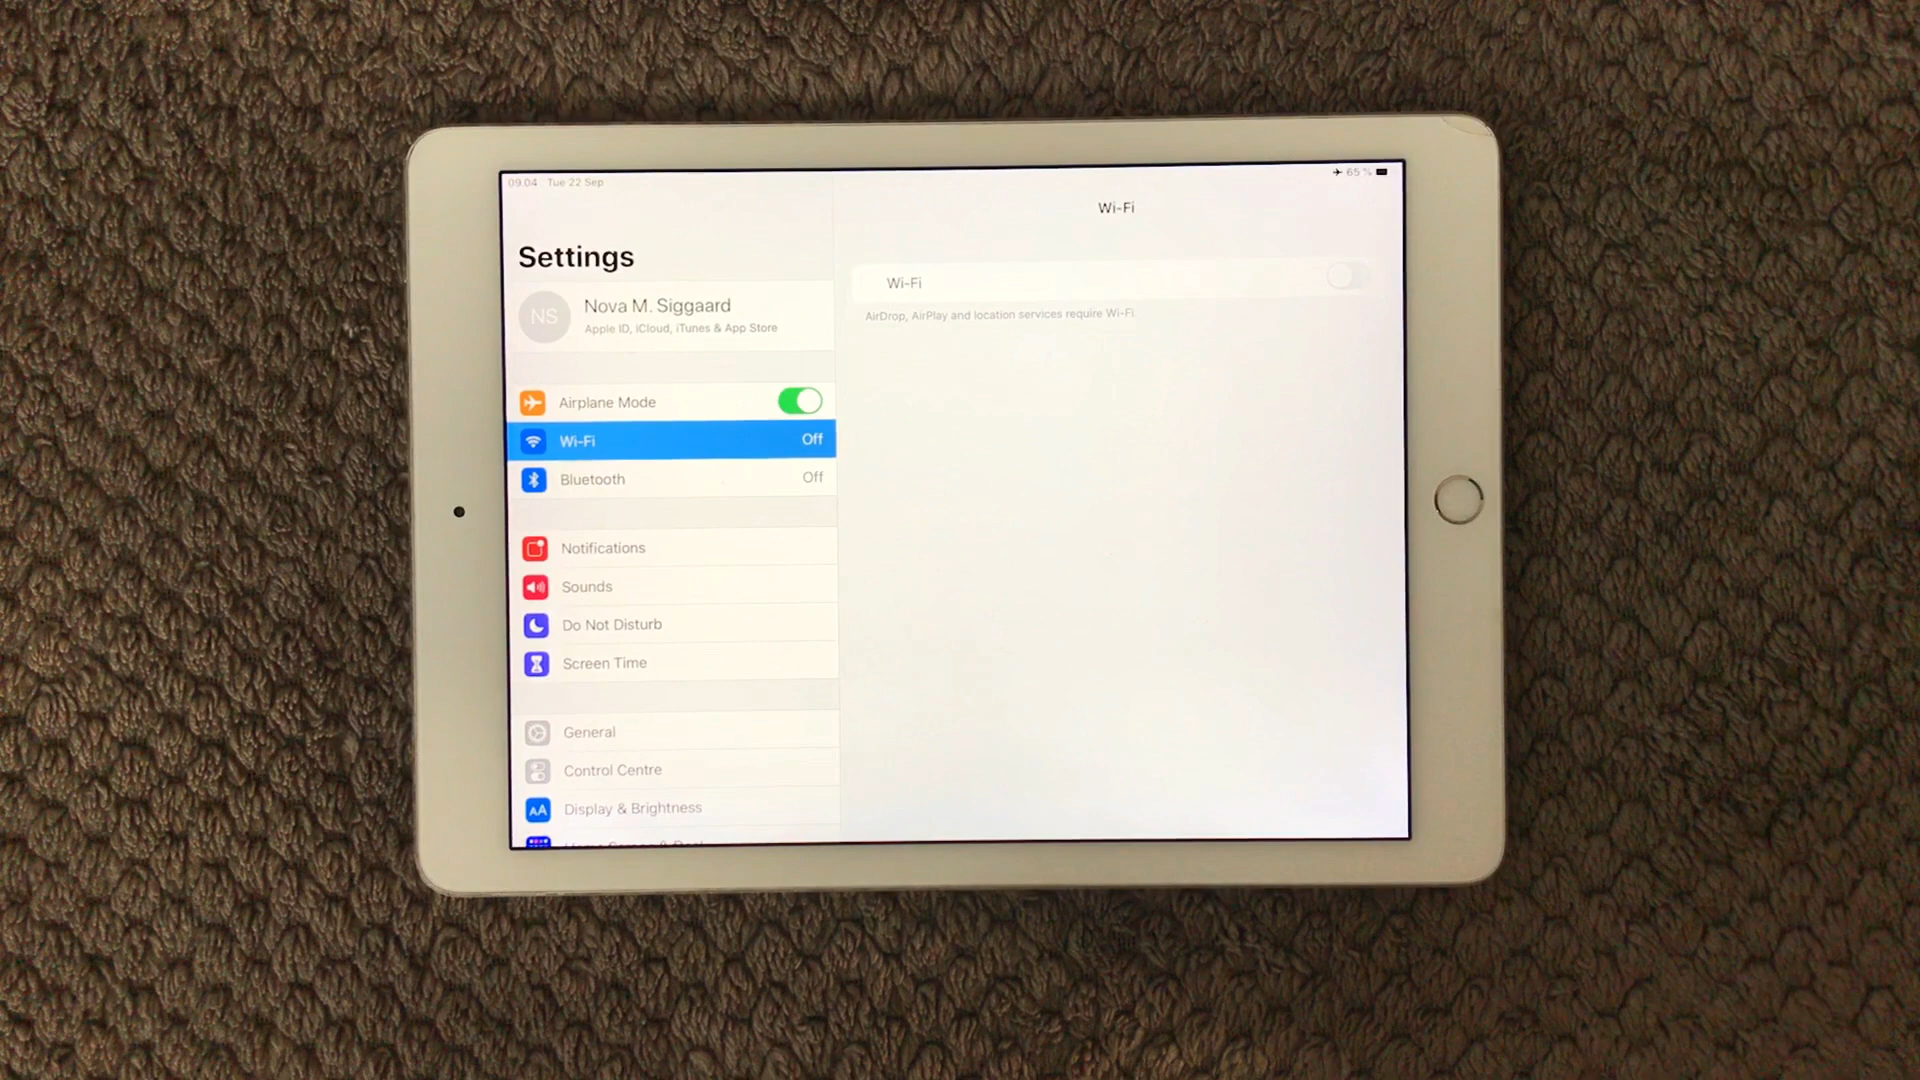 09.04 Tue 22 Sep
65 %
Settings
NS
Nova M. Siggaard
Apple ID, iCloud, iTunes & App Store
Airplane Mode
Wi-Fi Off
Bluetooth Off
Notifications
Sounds
Do Not Disturb
Screen Time
General
Control Centre
AA Display & Brightness
Wi-Fi
Wi-Fi
AirDrop, AirPlay and location services require Wi-Fi.